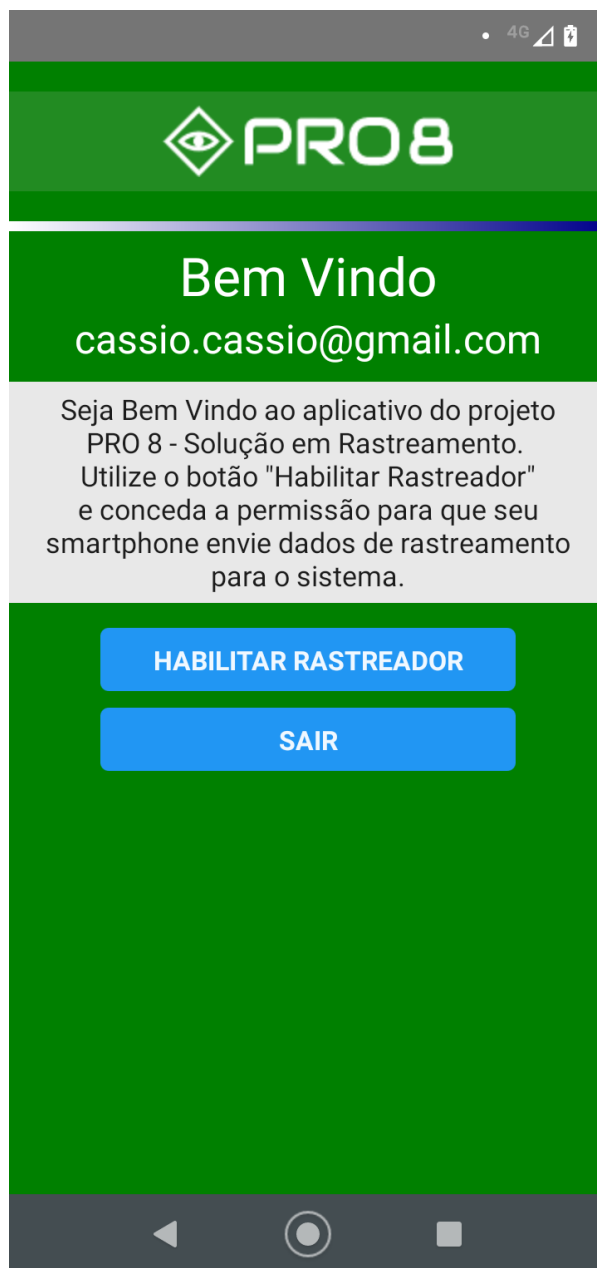 4G
PRO8
Bem Vindo
cassio.cassio@gmail.com
Seja Bem Vindo ao aplicativo do projeto
PRO 8 - Solução em Rastreamento.
Utilize o botão "Habilitar Rastreador"
e conceda a permissão para que seu
smartphone envie dados de rastreamento
para o sistema.
HABILITAR RASTREADOR
SAIR